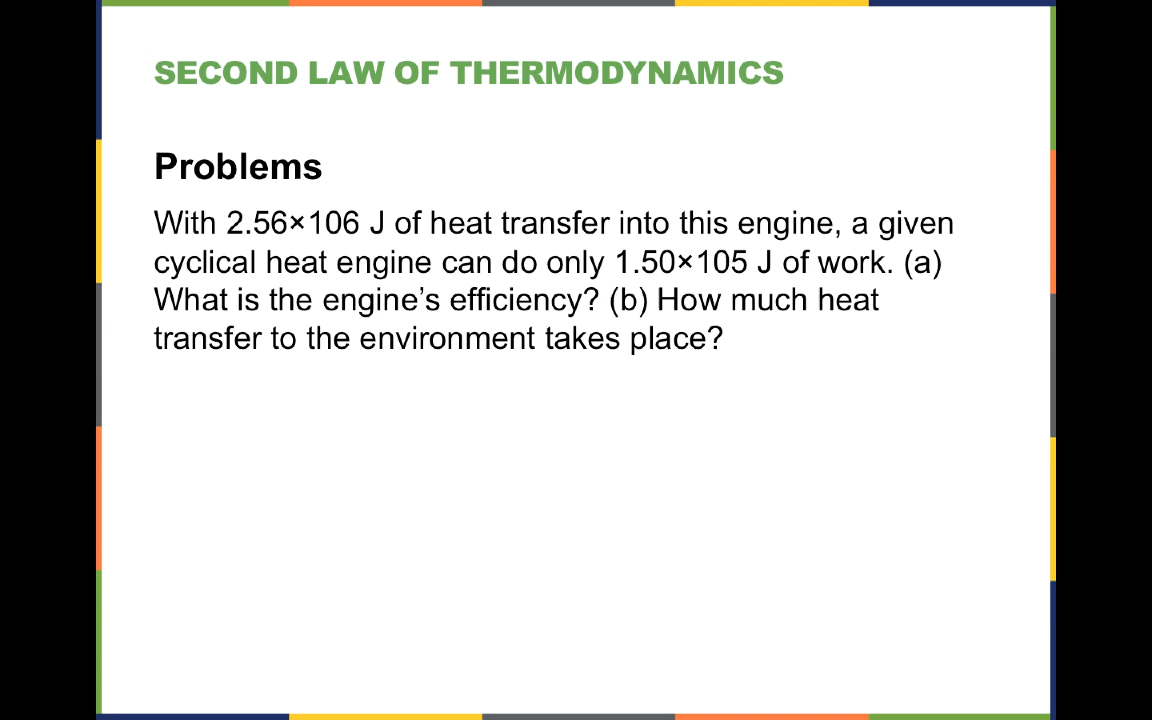 SECOND LAW OF THERMODYNAMICS
Problems
With 2.56×106 J of heat transfer into this engine, a given
cyclical heat engine can do only 1.50×105 J of work. (a)
What is the engine’s efficiency? (b) How much heat
transfer to the environment takes place?